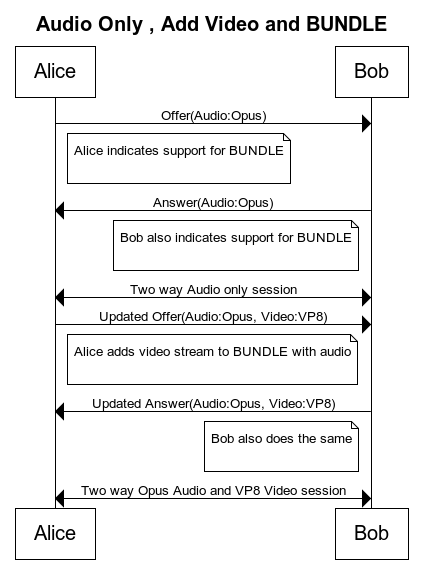 Audio Only , Add Video and BUNDLE
Alice
Bob
Offer(Audio:Opus)
Alice indicates support for BUNDLE
Answer(Audio:Opus)
Bob also indicates support for BUNDLE
Two way Audio only session
Updated Offer(Audio:Opus, Video:VP8)
Alice adds video stream to BUNDLE with audio
Updated Answer(Audio:Opus, Video:VP8)
Bob also does the same
Two way Opus Audio and VP8 Video session
Alice
Bob